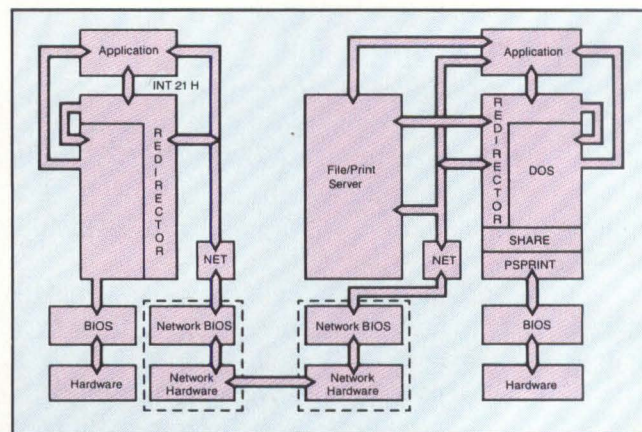 Application
INT 21 H
REDIRECTOR
NET
BIOS
Network BIOS
Hardware
Network
Hardware
Application
File/Print
Server
REDIRECTOR
DOS
SHARE
PSPRINT
NET
Network BIOS
BIOS
Network
Hardware
Hardware